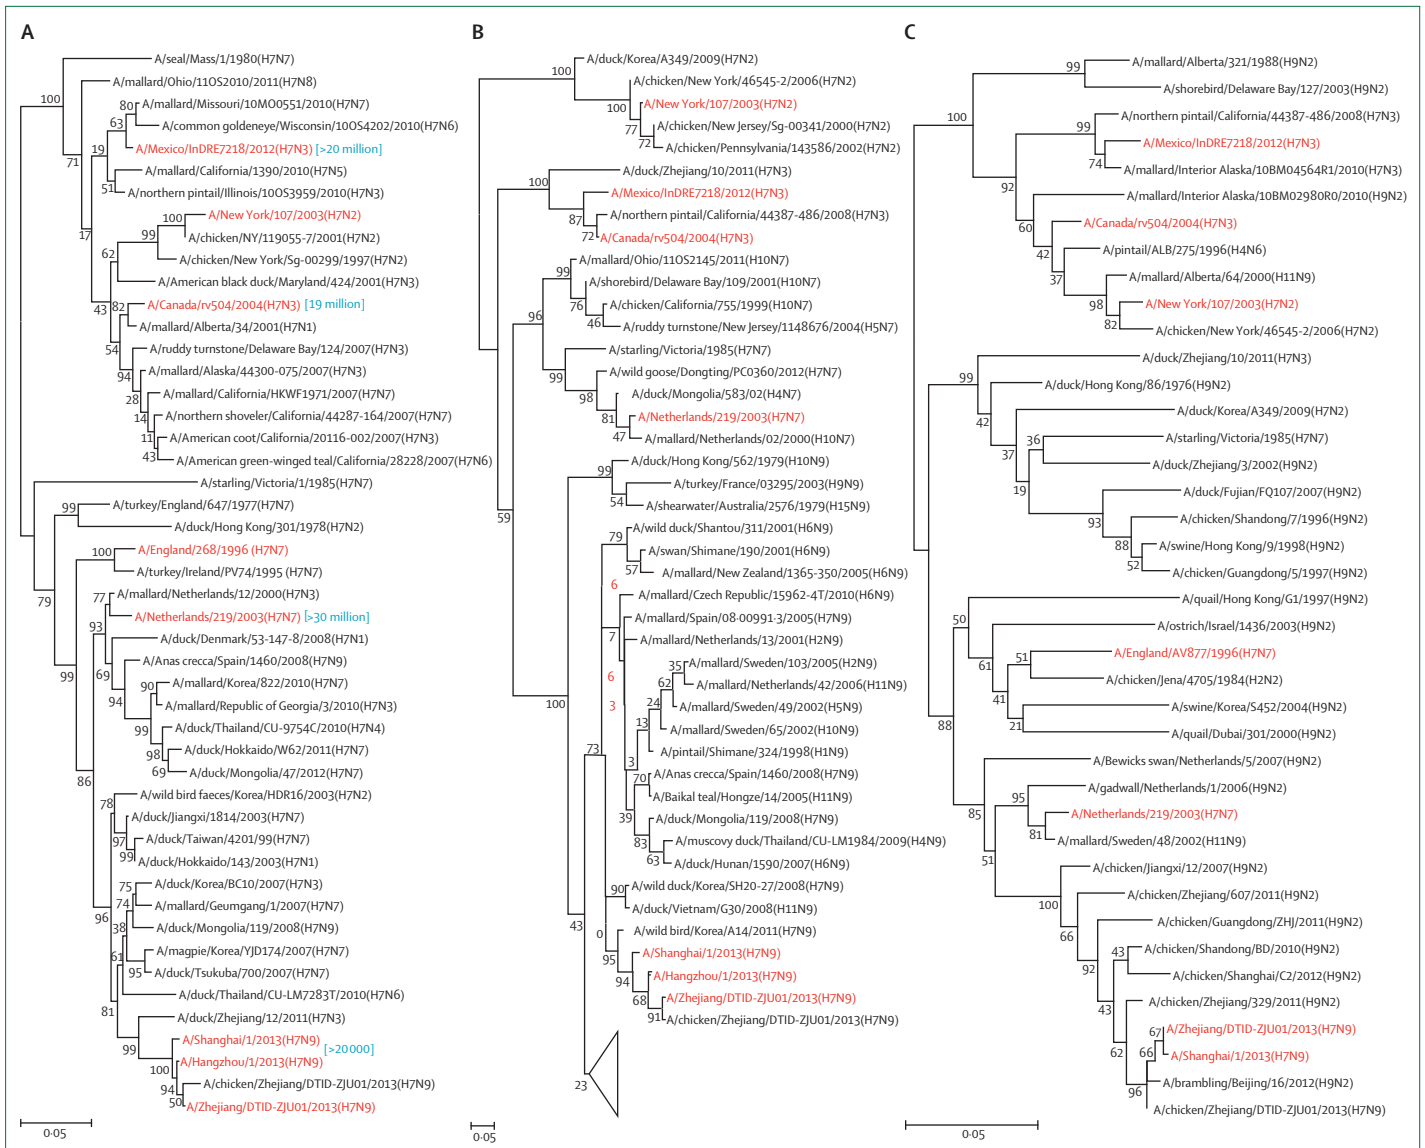 A
A/seal/Mass/1/1980(H7N7)
A/mallard/Ohio/11OS2010/2011(H7N8)
100
80
A/mallard/Missouri/10MO0551/2010(H7N7)
63
A/common goldeneye/Wisconsin/10OS4202/2010(H7N6)
A/Mexico/InDRE7218/2012(H7N3) [>20 million]
19
71
A/mallard/California/1390/2010(H7N5)
51
A/northern pintail/Illinois/10OS3959/2010(H7N3)
100
A/New York/107/2003(H7N2)
17
99
A/chicken/NY/119055-7/2001(H7N2)
62
A/chicken/New York/Sg-00299/1997(H7N2)
A/American black duck/Maryland/424/2001(H7N3)
43
82
A/Canada/rv504/2004(H7N3) [19 million]
A/mallard/Alberta/34/2001(H7N1)
54
A/ruddy turnstone/Delaware Bay/124/2007(H7N3)
94
A/mallard/Alaska/44300-075/2007(H7N3)
28
A/mallard/California/HKWF1971/2007(H7N7)
14
A/northern shoveler/California/44287-164/2007(H7N7)
11
A/American coot/California/20116-002/2007(H7N3)
43
A/American green-winged teal/California/28228/2007(H7N6)
A/starling/Victoria/1/1985(H7N7)
99
A/turkey/England/647/1977(H7N7)
A/duck/Hong Kong/301/1978(H7N2)
100
A/England/268/1996 (H7N7)
A/turkey/Ireland/PV74/1995 (H7N7)
79
77
A/mallard/Netherlands/12/2000(H7N3)
93
A/Netherlands/219/2003(H7N7) [>30 million]
A/duck/Denmark/53-147-8/2008(H7N1)
99
69
A/Anas crecca/Spain/1460/2008(H7N9)
94
90
A/mallard/Korea/822/2010(H7N7)
A/mallard/Republic of Georgia/3/2010(H7N3)
99
A/duck/Thailand/CU-9754C/2010(H7N4)
98
A/duck/Hokkaido/W62/2011(H7N7)
69
A/duck/Mongolia/47/2012(H7N7)
86
78
A/wild bird faeces/Korea/HDR16/2003(H7N2)
A/duck/Jiangxi/1814/2003(H7N7)
97
A/duck/Taiwan/4201/99(H7N7)
99
A/duck/Hokkaido/143/2003(H7N1)
75
A/duck/Korea/BC10/2007(H7N3)
74
A/mallard/Geumgang/1/2007(H7N7)
96
38
A/duck/Mongolia/119/2008(H7N9)
61
A/magpie/Korea/YJD174/2007(H7N7)
95
A/duck/Tsukuba/700/2007(H7N7)
A/duck/Thailand/CU-LM7283T/2010(H7N6)
81
A/duck/Zhejiang/12/2011(H7N3)
99
A/Shanghai/1/2013(H7N9)
[>20 000]
100
A/Hangzhou/1/2013(H7N9)
94
A/chicken/Zhejiang/DTID-ZJU01/2013(H7N9)
50
A/Zhejiang/DTID-ZJU01/2013(H7N9)
0·05
B
A/duck/Korea/A349/2009(H7N2)
100
A/chicken/New York/46545-2/2006(H7N2)
100
A/New York/107/2003(H7N2)
77
A/chicken/New Jersey/Sg-00341/2000(H7N2)
72
A/chicken/Pennsylvania/143586/2002(H7N2)
A/duck/Zhejiang/10/2011(H7N3)
100
A/Mexico/InDRE7218/2012(H7N3)
87
A/northern pintail/California/44387-486/2008(H7N3)
72
A/Canada/rv504/2004(H7N3)
A/mallard/Ohio/11OS2145/2011(H10N7)
99
A/shorebird/Delaware Bay/109/2001(H10N7)
76
A/chicken/California/755/1999(H10N7)
96
46
A/ruddy turnstone/New Jersey/1148676/2004(H5N7)
A/starling/Victoria/1985(H7N7)
99
A/wild goose/Dongting/PC0360/2012(H7N7)
98
A/duck/Mongolia/583/02(H4N7)
81
A/Netherlands/219/2003(H7N7)
47
A/mallard/Netherlands/02/2000(H10N7)
A/duck/Hong Kong/562/1979(H10N9)
99
A/turkey/France/03295/2003(H9N9)
54
A/shearwater/Australia/2576/1979(H15N9)
59
A/wild duck/Shantou/311/2001(H6N9)
79
A/swan/Shimane/190/2001(H6N9)
57
A/mallard/New Zealand/1365-350/2005(H6N9)
6
A/mallard/Czech Republic/15962-4T/2010(H6N9)
A/mallard/Spain/08·00991·3/2005(H7N9)
7
A/mallard/Netherlands/13/2001(H2N9)
35
A/mallard/Sweden/103/2005(H2N9)
6
62
A/mallard/Netherlands/42/2006(H11N9)
100
3
24
A/mallard/Sweden/49/2002(H5N9)
13
A/mallard/Sweden/65/2002(H10N9)
73
A/pintail/Shimane/324/1998(H1N9)
3
70
A/Anas crecca/Spain/1460/2008(H7N9)
A/Baikal teal/Hongze/14/2005(H11N9)
39
A/duck/Mongolia/119/2008(H7N9)
83
A/muscovy duck/Thailand/CU-LM1984/2009(H4N9)
63
A/duck/Hunan/1590/2007(H6N9)
90
A/wild duck/Korea/SH20-27/2008(H7N9)
A/duck/Vietnam/G30/2008(H11N9)
43
0
A/wild bird/Korea/A14/2011(H7N9)
95
A/Shanghai/1/2013(H7N9)
94
A/Hangzhou/1/2013(H7N9)
68
A/Zhejiang/DTID-ZJU01/2013(H7N9)
91
A/chicken/Zhejiang/DTID-ZJU01/2013(H7N9)
23
0·05
C
99
A/mallard/Alberta/321/1988(H9N2)
A/shorebird/Delaware Bay/127/2003(H9N2)
100
A/northern pintail/California/44387-486/2008(H7N3)
99
A/Mexico/InDRE7218/2012(H7N3)
74
A/mallard/Interior Alaska/10BM04564R1/2010(H7N3)
92
A/mallard/Interior Alaska/10BM02980R0/2010(H9N2)
60
A/Canada/rv504/2004(H7N3)
42
A/pintail/ALB/275/1996(H4N6)
37
A/mallard/Alberta/64/2000(H11N9)
98
A/New York/107/2003(H7N2)
82
A/chicken/New York/46545-2/2006(H7N2)
A/duck/Zhejiang/10/2011(H7N3)
99
A/duck/Hong Kong/86/1976(H9N2)
42
A/duck/Korea/A349/2009(H7N2)
37
36
A/starling/Victoria/1985(H7N7)
A/duck/Zhejiang/3/2002(H9N2)
19
A/duck/Fujian/FQ107/2007(H9N2)
93
A/chicken/Shandong/7/1996(H9N2)
88
A/swine/Hong Kong/9/1998(H9N2)
52
A/chicken/Guangdong/5/1997(H9N2)
A/quail/Hong Kong/G1/1997(H9N2)
50
A/ostrich/Israel/1436/2003(H9N2)
61
51
A/England/AV877/1996(H7N7)
A/chicken/Jena/4705/1984(H2N2)
41
A/swine/Korea/S452/2004(H9N2)
88
21
A/quail/Dubai/301/2000(H9N2)
A/Bewicks swan/Netherlands/5/2007(H9N2)
95
A/gadwall/Netherlands/1/2006(H9N2)
85
A/Netherlands/219/2003(H7N7)
81
A/mallard/Sweden/48/2002(H11N9)
51
A/chicken/Jiangxi/12/2007(H9N2)
100
A/chicken/Zhejiang/607/2011(H9N2)
66
A/chicken/Guangdong/ZHJ/2011(H9N2)
92
43
A/chicken/Shandong/BD/2010(H9N2)
A/chicken/Shanghai/C2/2012(H9N2)
43
A/chicken/Zhejiang/329/2011(H9N2)
67
A/Zhejiang/DTID-ZJU01/2013(H7N9)
62
66
A/Shanghai/1/2013(H7N9)
96
A/brambling/Beijing/16/2012(H9N2)
A/chicken/Zhejiang/DTID-ZJU01/2013(H7N9)
0·05